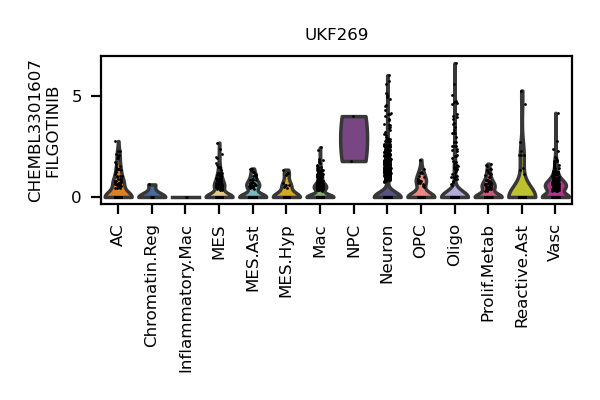 UKF269
CHEMBL3301607
FILGOTINIB
5
0
AC
Chromatin.Reg
Inflammatory.Mac
MES
MES.Ast
MES.Hyp
Mac
NPC
Neuron
OPC
Oligo
Prolif.Metab
Reactive.Ast
Vasc